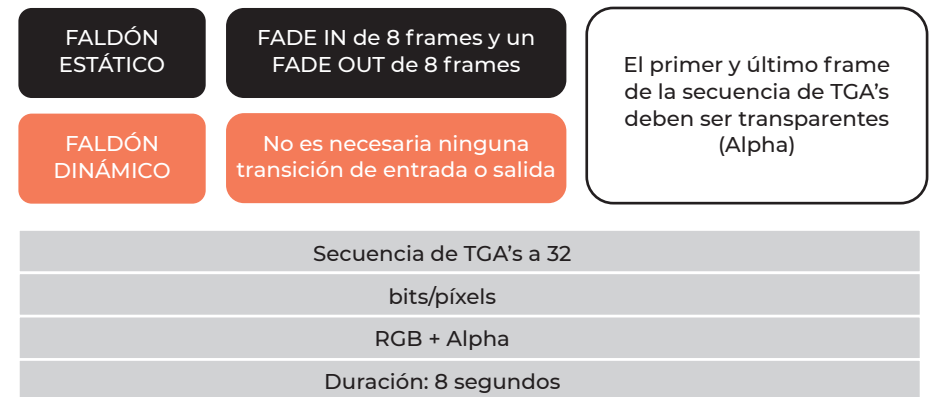 FALDÓN
ESTÁTICO
FADE IN de 8 frames y un
FADE OUT de 8 frames
El primer y último frame
de la secuencia de TGA's
deben ser transparentes
(Alpha)
FALDÓN
DINÁMICO
No es necesaria ninguna
transición de entrada o salida
Secuencia de TGA's a 32
bits/píxels
RGB + Alpha
Duración: 8 segundos